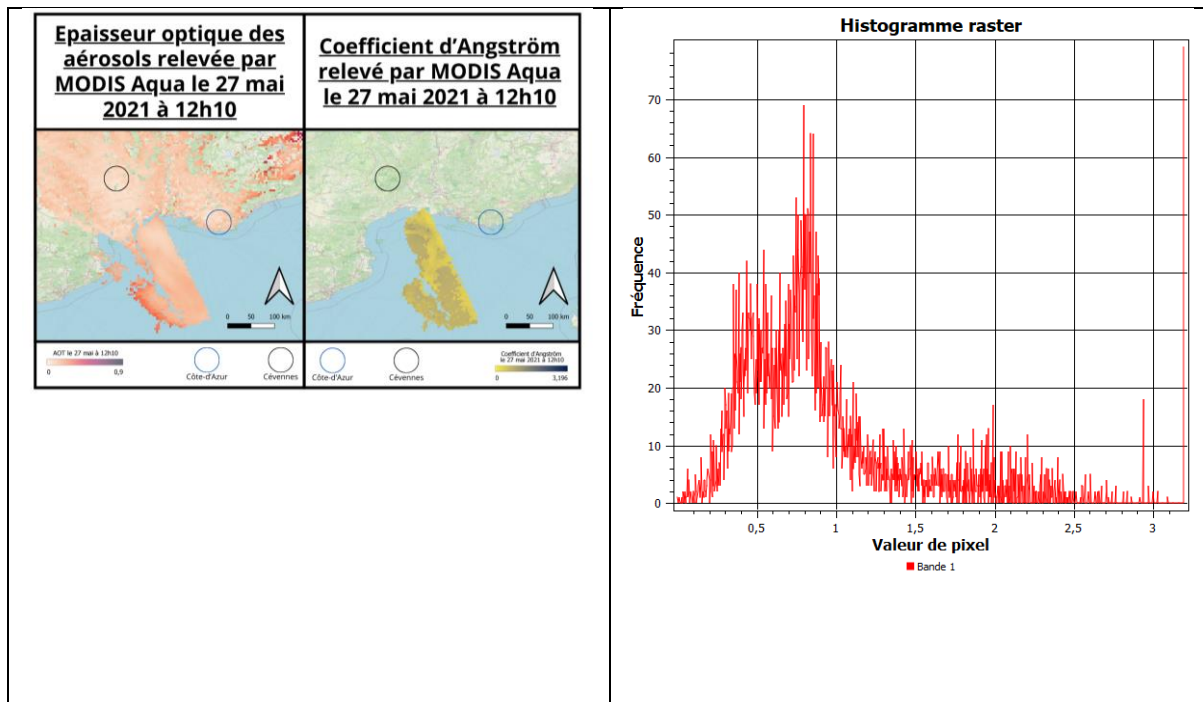 Epaisseur optique des
aérosols relevée par
MODIS Aqua le 27 mai
2021 à 12h10
Coefficient d'Angström
relevé par MODIS Aqua
le 27 mai 2021 à 12h10
0 50 100 km
0 50 100 km
AOT le 27 mai à 12h10
0 0,9
Côte-d'Azur
Cévennes
Côte-d'Azur
Cévennes
Coefficient d'Angström
le 27 mai 2021 à 12h10
0 3,196
Histogramme raster
Fréquence
70
60
50
40
30
20
10
0
0,5 1 1,5 2 2,5 3
Valeur de pixel
Bande 1